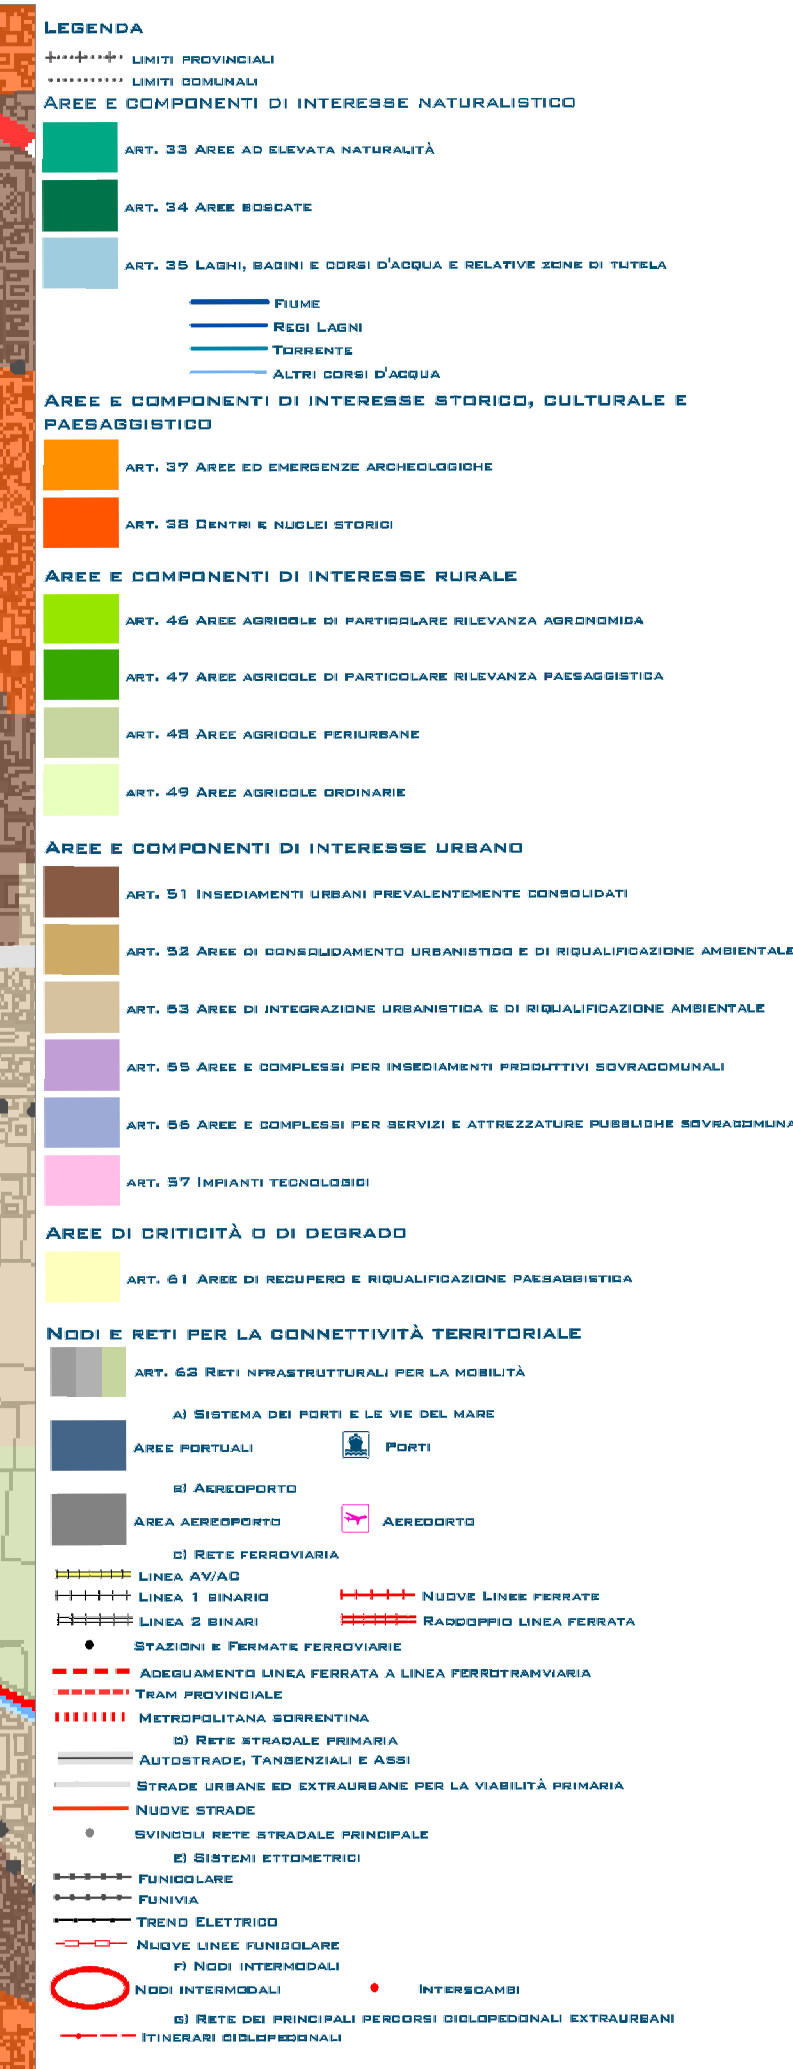 LEGENDA
LIMITI PROVINCIALI
LIMITI COMUNALI
AREE E COMPONENTI DI INTERESSE NATURALISTICO
ART. 33 AREE AD ELEVATA NATURALITÀ
ART. 34 AREE BOSCATE
ART. 35 LAGHI, BACINI E CORSI D'ACQUA E RELATIVE ZONE DI TUTELA
FIUME
REGI LAGNI
TORRENTE
ALTRI CORSI D'ACQUA
AREE E COMPONENTI DI INTERESSE STORICO, CULTURALE E
PAESAGGISTICO
ART. 37 AREE ED EMERGENZE ARCHEOLOGICHE
ART. 38 CENTRI E NUCLEI STORICI
AREE E COMPONENTI DI INTERESSE RURALE
ART. 46 AREE AGRICOLE DI PARTICOLARE RILEVANZA AGRONOMICA
ART. 47 AREE AGRICOLE DI PARTICOLARE RILEVANZA PAESAGGISTICA
ART. 48 AREE AGRICOLE PERIURBANE
ART. 49 AREE AGRICOLE ORDINARIE
AREE E COMPONENTI DI INTERESSE URBANO
ART. 51 INSEDIAMENTI URBANI PREVALENTEMENTE CONSOLIDATI
ART. 52 AREE DI CONSOLIDAMENTO URBANISTICO E DI RIQUALIFICAZIONE AMBIENTALE
ART. 53 AREE DI INTEGRAZIONE URBANISTICA E DI RIQUALIFICAZIONE AMBIENTALE
ART. 55 AREE E COMPLESSI PER INSEDIAMENTI PRODUTTIVI SOVRACOMUNALI
ART. 56 AREE E COMPLESSI PER SERVIZI E ATTREZZATURE PUBBLICHE SOVRACOMUNA
ART. 57 IMPIANTI TECNOLOGICI
AREE DI CRITICITÀ O DI DEGRADO
ART. 61 AREE DI RECUPERO E RIQUALIFICAZIONE PAESAGGISTICA
NODI E RETI PER LA CONNETTIVITÀ TERRITORIALE
ART. 63 RETI NFRASTRUTTURALI PER LA MOBILITÀ
A) SISTEMA DEI PORTI E LE VIE DEL MARE
AREE PORTUALI PORTI
B) AEREOPORTO
AREA AEREOPORTO AEREOORTO
C) RETE FERROVIARIA
LINEA AV/AC
LINEA 1 BINARIO NUOVE LINEE FERRATE
LINEA 2 BINARI RADDOPPIO LINEA FERRATA
STAZIONI E FERMATE FERROVIARIE
ADEGUAMENTO LINEA FERRATA A LINEA FERROTRAMVIARIA
TRAM PROVINCIALE
METROPOLITANA SORRENTINA
D) RETE STRADALE PRIMARIA
AUTOSTRADE, TANGENZIALI E ASSI
STRADE URBANE ED EXTRAURBANE PER LA VIABILITÀ PRIMARIA
NUOVE STRADE
SVINCOLI RETE STRADALE PRINCIPALE
E) SISTEMI ETTOMETRICI
FUNICOLARE
FUNIVIA
TRENO ELETTRICO
NUOVE LINEE FUNICOLARE
F) NODI INTERMODALI
NODI INTERMODALI INTERSCAMBI
G) RETE DEI PRINCIPALI PERCORSI CICLOPEDONALI EXTRAURBANI
ITINERARI CICLOPEDONALI